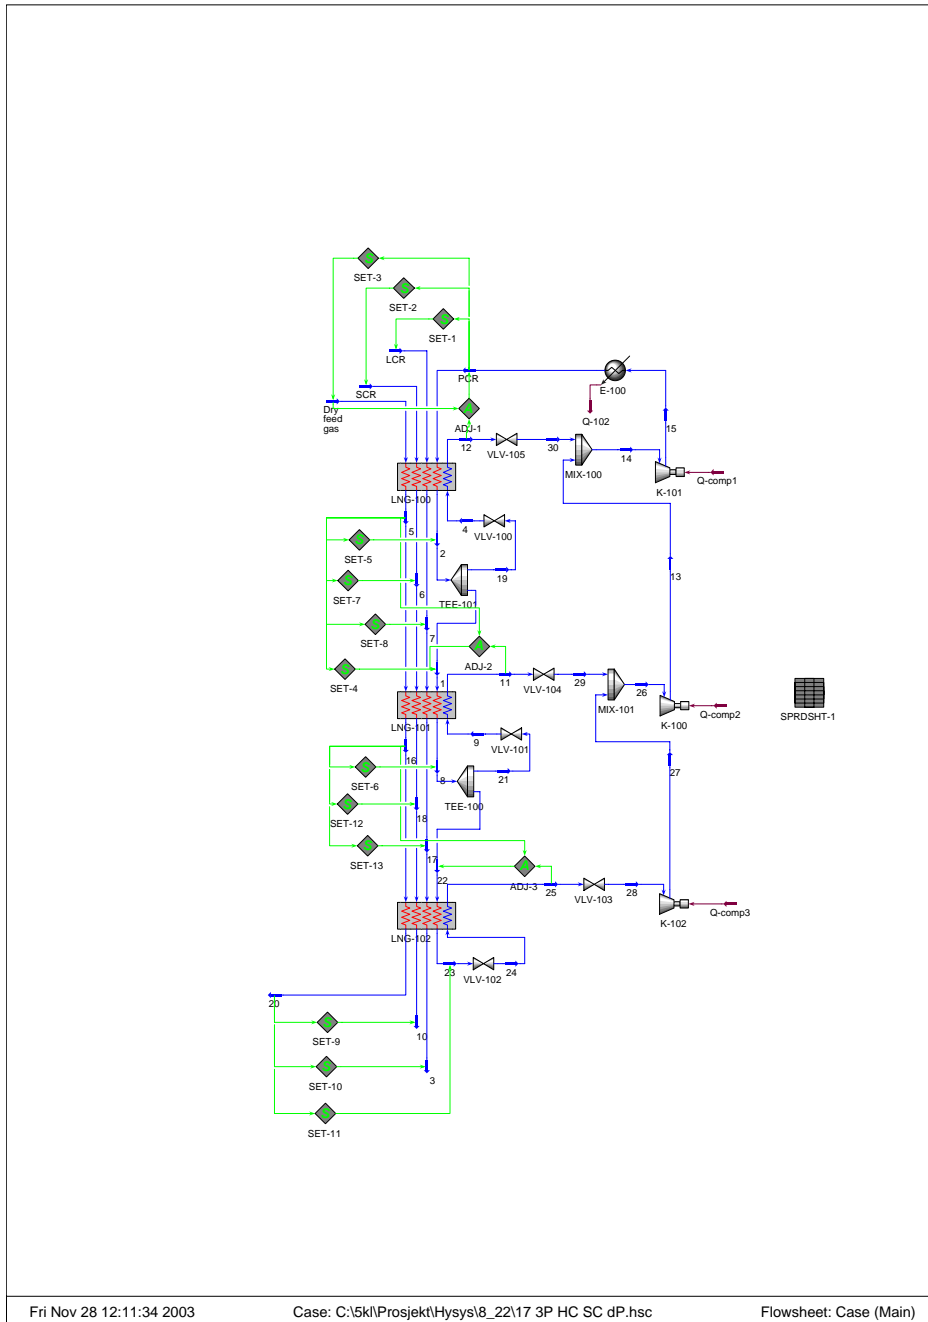 SET-3
SET-2
SET-1
LCR
PCR
E-100
SCR
Dry
feed
gas
Q-102
ADJ-1
12
VLV-105
30
15
14
MIX-100
K-101
Q-comp1
LNG-100
5
4
VLV-100
SET-5
2
19
13
SET-7
6
TEE-101
SET-8
7
ADJ-2
SET-4
1
11
VLV-104
29
26
MIX-101
K-100
Q-comp2
SPRDSHT-1
LNG-101
9
VLV-101
16
SET-6
8
21
27
TEE-100
SET-12
18
SET-13
17
22
ADJ-3
25
VLV-103
28
K-102
Q-comp3
LNG-102
23
VLV-102
24
20
SET-9
10
SET-10
3
SET-11
Fri Nov 28 12:11:34 2003
Case: C:\5kl\Prosjekt\Hysys\8_22\17 3P HC SC dP.hsc
Flowsheet: Case (Main)
S
S
S
A
S
S
S
A
S
S
S
S
A
S
S
S